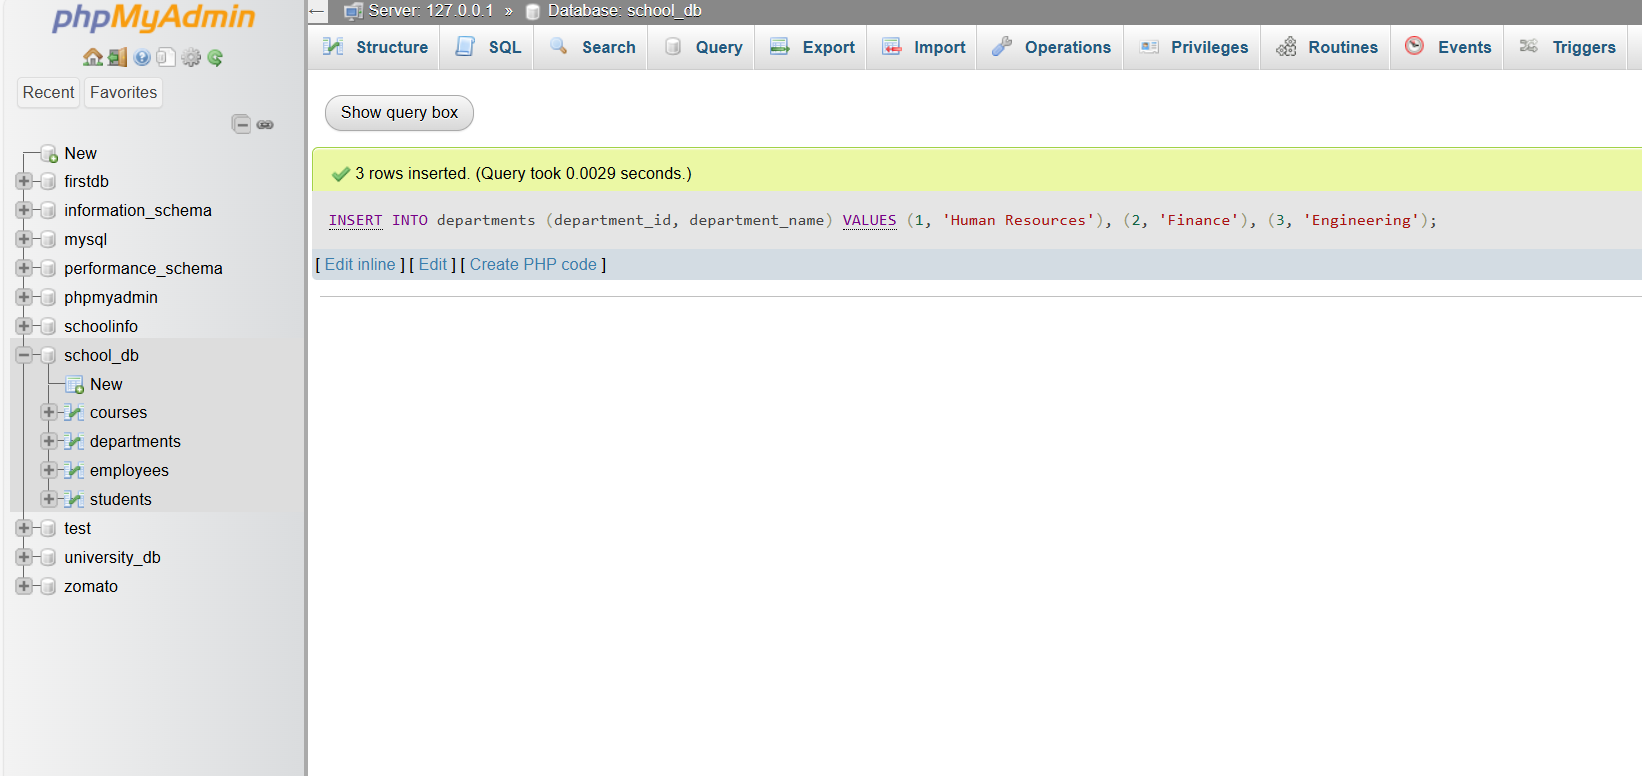 phpMyAdmin
Recent Favorites
New
firstdb
information_schema
mysql
performance_schema
phpmyadmin
schoolinfo
school_db
New
courses
departments
employees
students
test
university_db
zomato
Server: 127.0.0.1 » Database: school_db
Structure SQL Search Query Export Import Operations Privileges Routines Events Triggers
Show query box
3 rows inserted. (Query took 0.0029 seconds.)
INSERT INTO departments (department_id, department_name) VALUES (1, 'Human Resources'), (2, 'Finance'), (3, 'Engineering');
[ Edit inline ] [ Edit ] [ Create PHP code ]